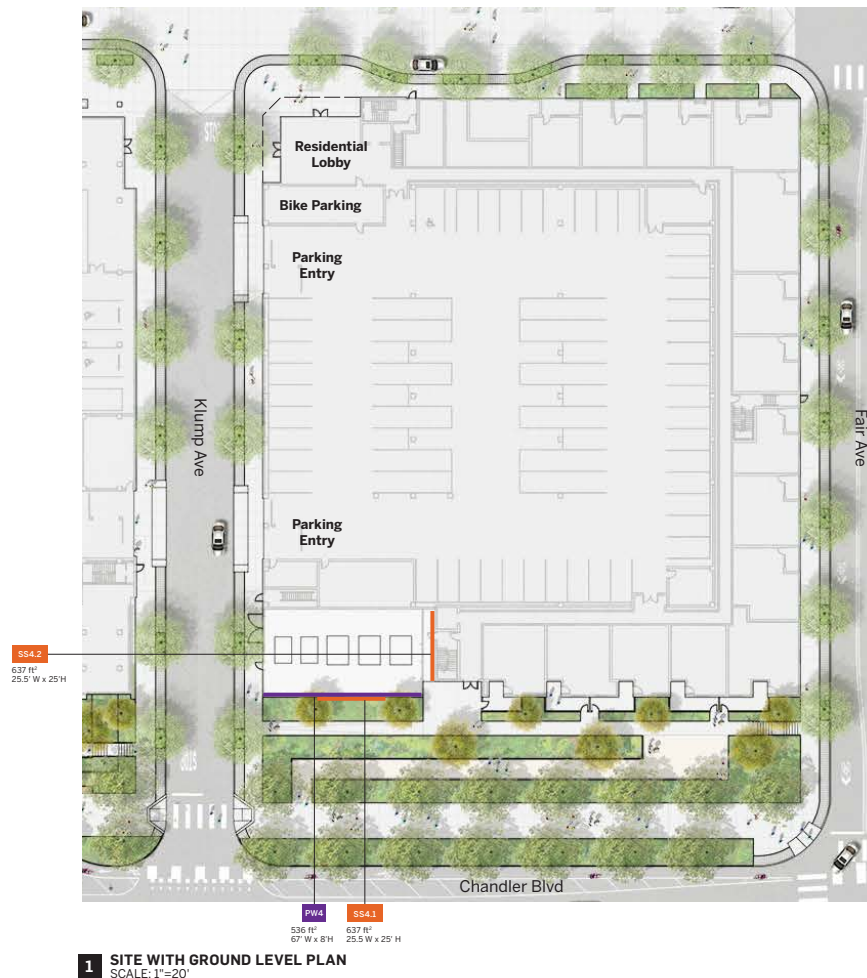 STOP
Residential
Lobby
Bike Parking
Parking
Entry
Klump Ave
Fair Ave
Parking
Entry
SS4.2
637 ft²
25.5' W x 25'H
STOP
Chandler Blvd
PW4
536 ft²
67' W x 8'H
SS4.1
637 ft²
25.5 W x 25' H
1
SITE WITH GROUND LEVEL PLAN
SCALE: 1"=20'